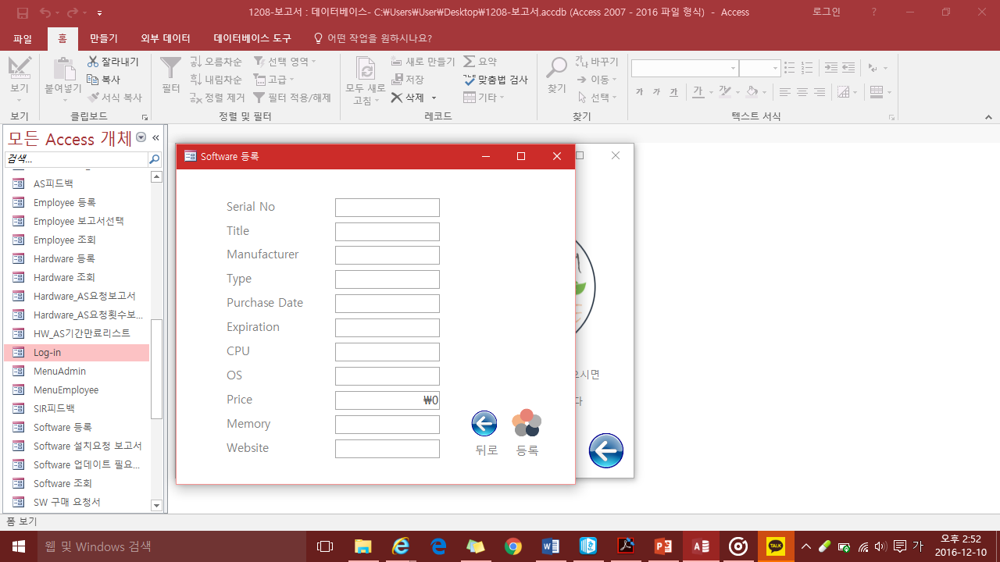 1208-보고서 : 데이터베이스- C:₩Users₩User₩Desktop₩1208-보고서.accdb (Access 2007 - 2016 파일 형식) - Access
로그인
?
파일
홈
만들기
외부 데이터
데이터베이스 도구
어떤 작업을 원하시나요?
보기
붙여넣기
잘라내기
복사
서식 복사
필터
오름차순
내림차순
정렬 제거
선택 영역
고급
필터 적용/해제
모두 새로 고침
새로 만들기
저장
삭제
요약
맞춤법 검사
기타
찾기
바꾸기
이동
선택
가 가 가 가
보기
클립보드
정렬 및 필터
레코드
찾기
텍스트 서식
모든 Access 개체
검색...
AS피드백
Employee 등록
Employee 보고서선택
Employee 조회
Hardware 등록
Hardware 조회
Hardware_AS요청보고서
Hardware_AS요청횟수보...
HW_AS기간만료리스트
Log-in
MenuAdmin
MenuEmployee
SIR피드백
Software 등록
Software 설치요청 보고서
Software 업데이트 필요...
Software 조회
SW 구매 요청서
Software 등록
Serial No
Title
Manufacturer
Type
Purchase Date
Expiration
CPU
OS
Price
₩0
Memory
Website
뒤로
등록
으시면
다
폼 보기
웹 및 Windows 검색
TALK
가
오후 2:52
2016-12-10